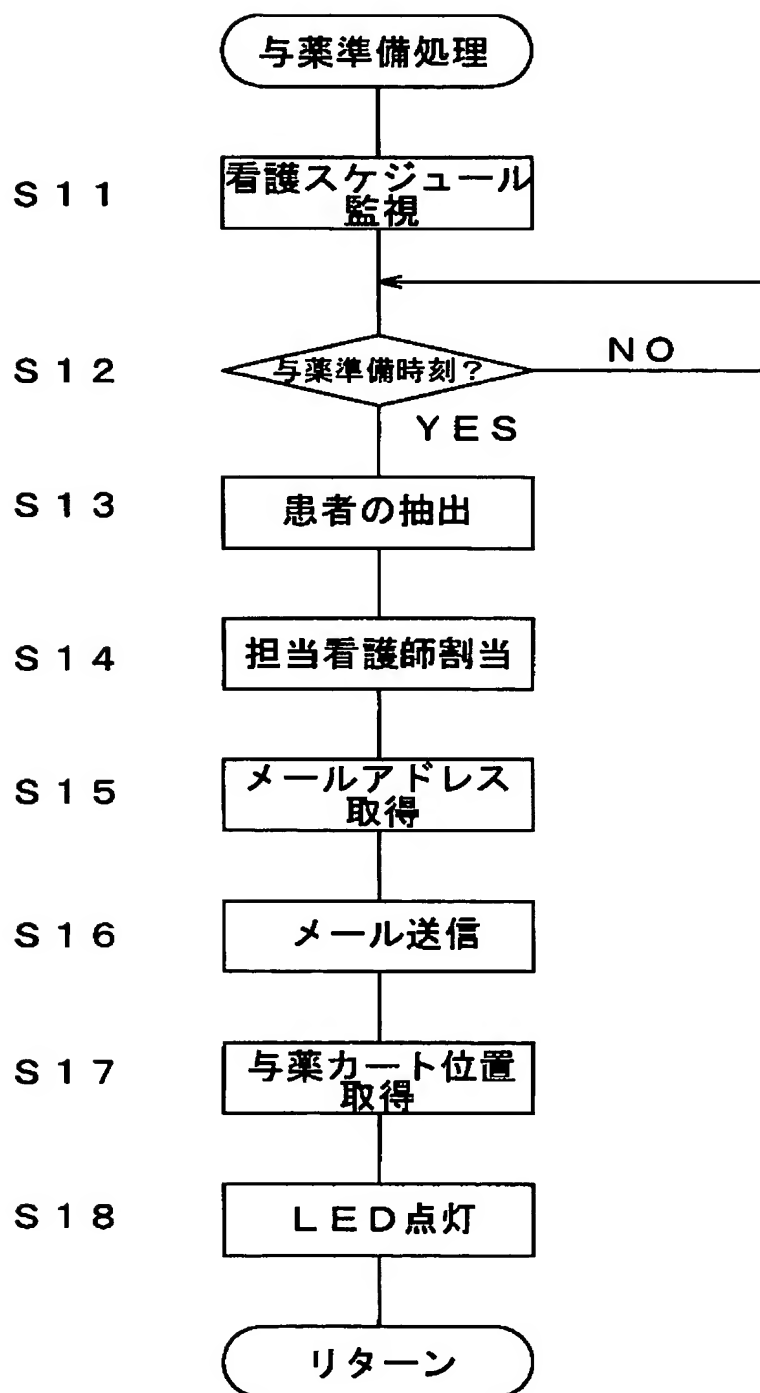 与薬準備処理
S11
看護スケジュール
監視
S12
与薬準備時刻？
NO
YES
S13
患者の抽出
S14
担当看護師割当
S15
メールアドレス
取得
S16
メール送信
S17
与薬カート位置
取得
S18
LED点灯
リターン